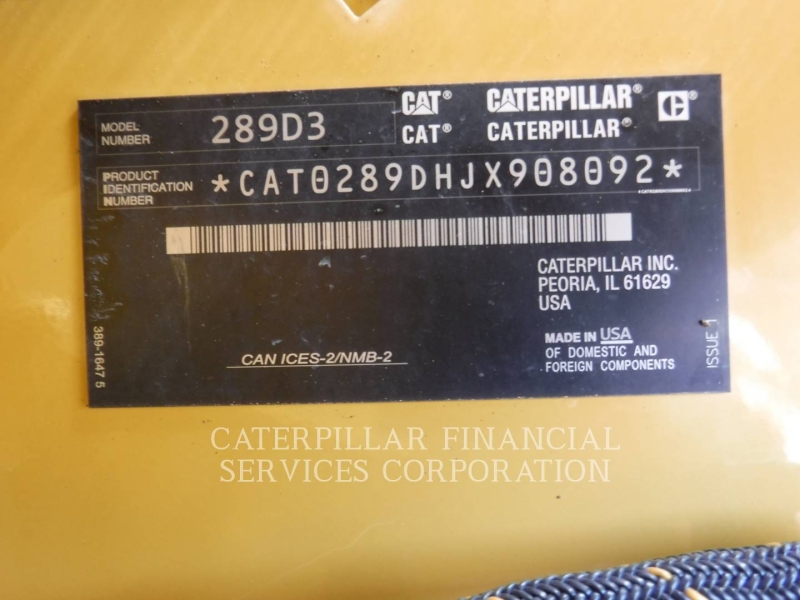 MODEL NUMBER 289D3
CAT® CATERPILLAR®
CAT® CATERPILLAR®
PRODUCT IDENTIFICATION NUMBER *CAT0289DHJX908092*
CATERPILLAR INC.
PEORIA, IL 61629
USA
MADE IN USA
OF DOMESTIC AND
FOREIGN COMPONENTS
CAN ICES-2/NMB-2
389-1647 5
ISSUE 1
CATERPILLAR FINANCIAL
SERVICES CORPORATION